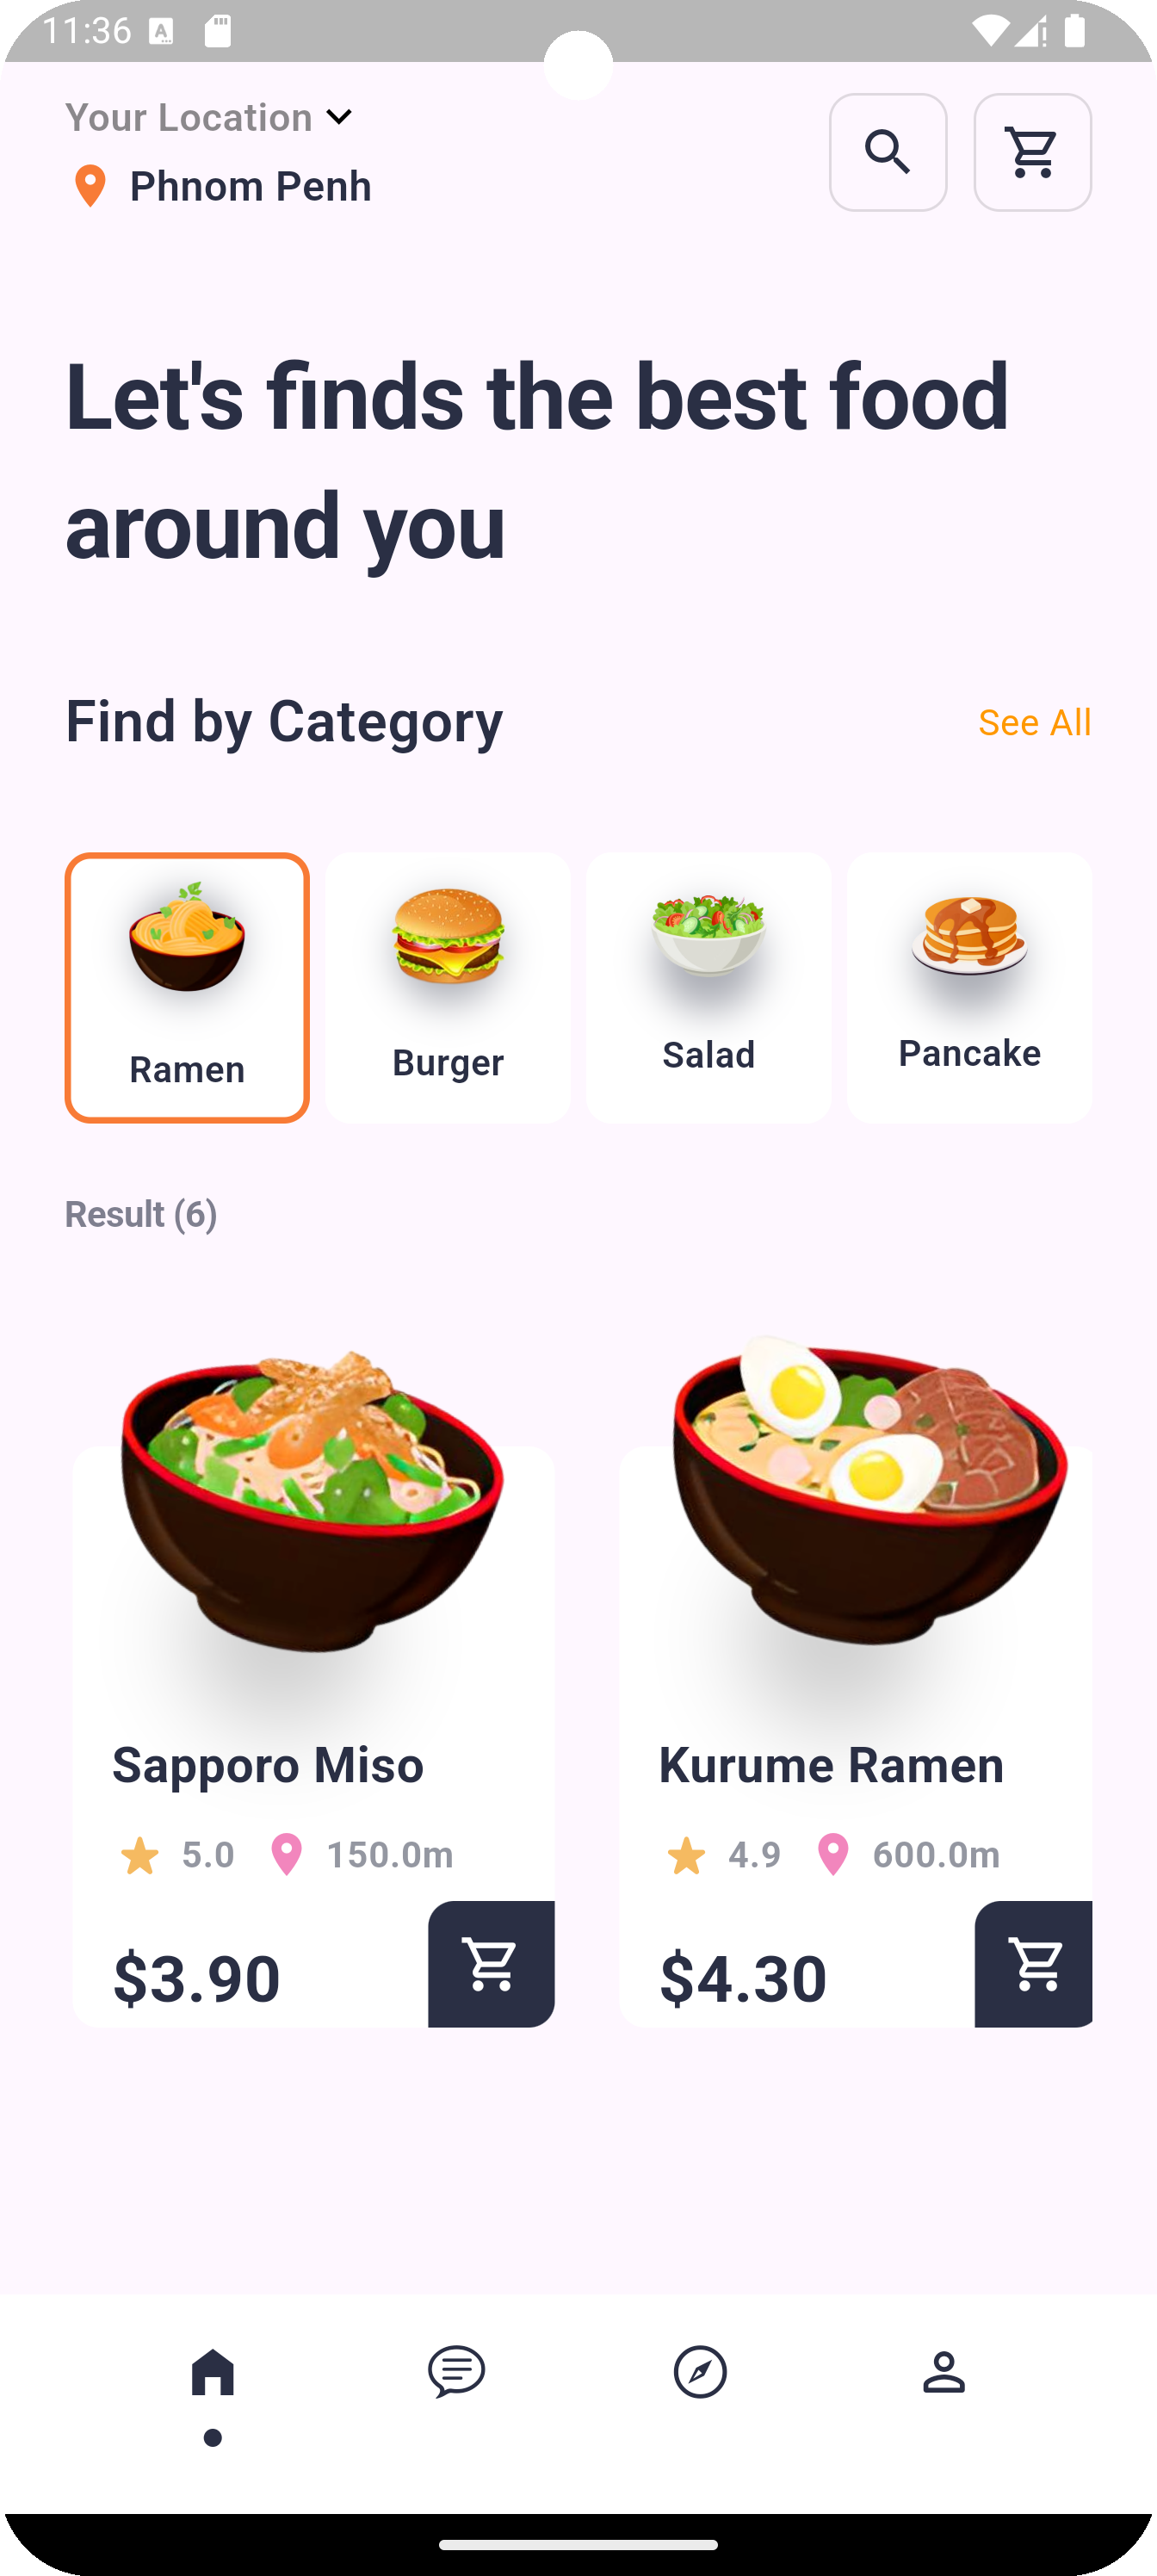 11:36
Your Location
Phnom Penh
Let's finds the best food
around you
Find by Category
See All
Ramen
Burger
Salad
Pancake
Result (6)
Sapporo Miso
5.0
150.0m
$3.90
Kurume Ramen
4.9
600.0m
$4.30